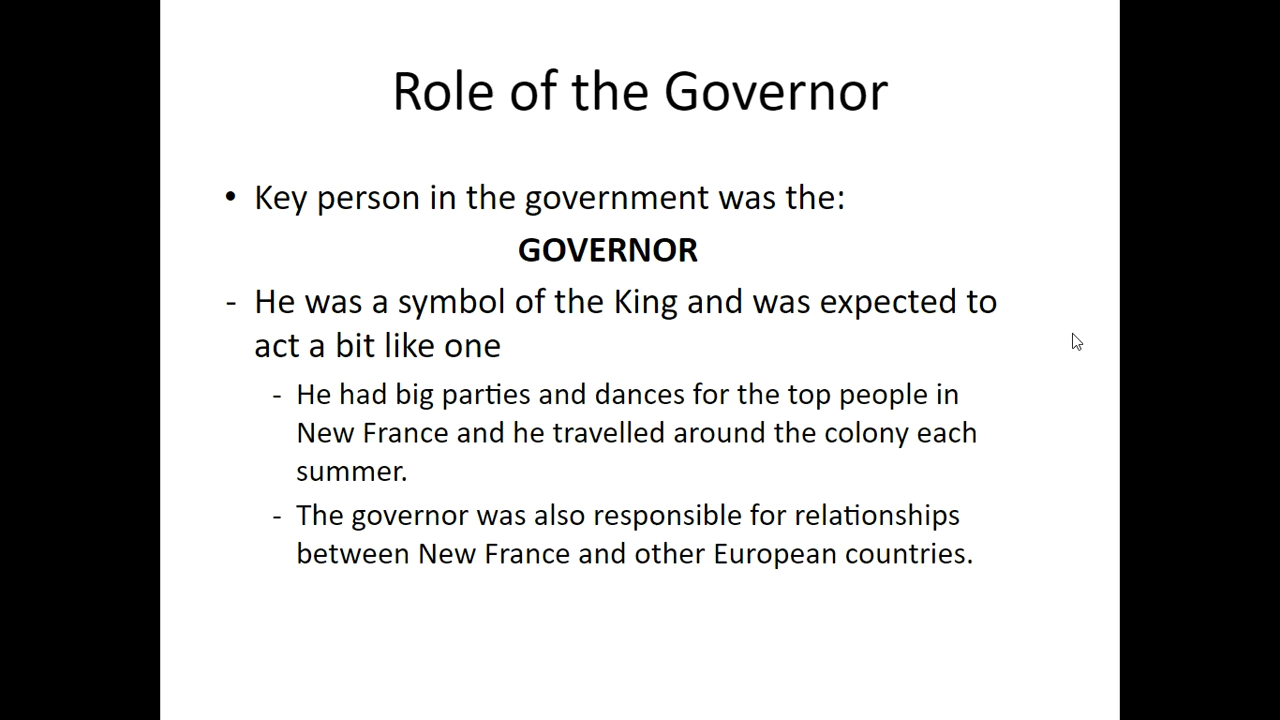 Role of the Governor
• Key person in the government was the:
GOVERNOR
- He was a symbol of the King and was expected to
act a bit like one
- He had big parties and dances for the top people in
New France and he travelled around the colony each
summer.
- The governor was also responsible for relationships
between New France and other European countries.